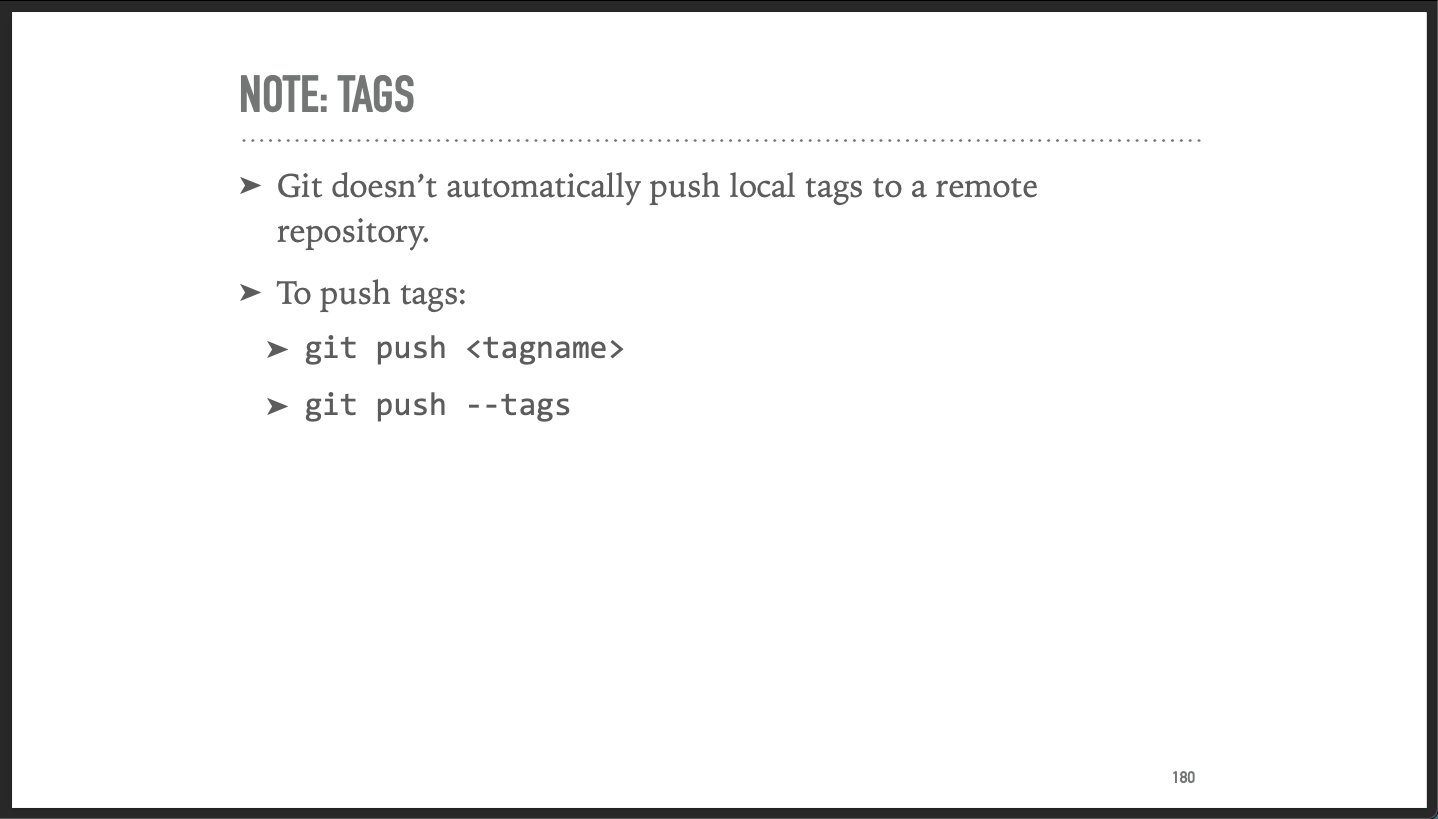 NOTE: TAGS
➤ Git doesn’t automatically push local tags to a remote
repository.
➤ To push tags:
➤ git push <tagname>
➤ git push --tags
180